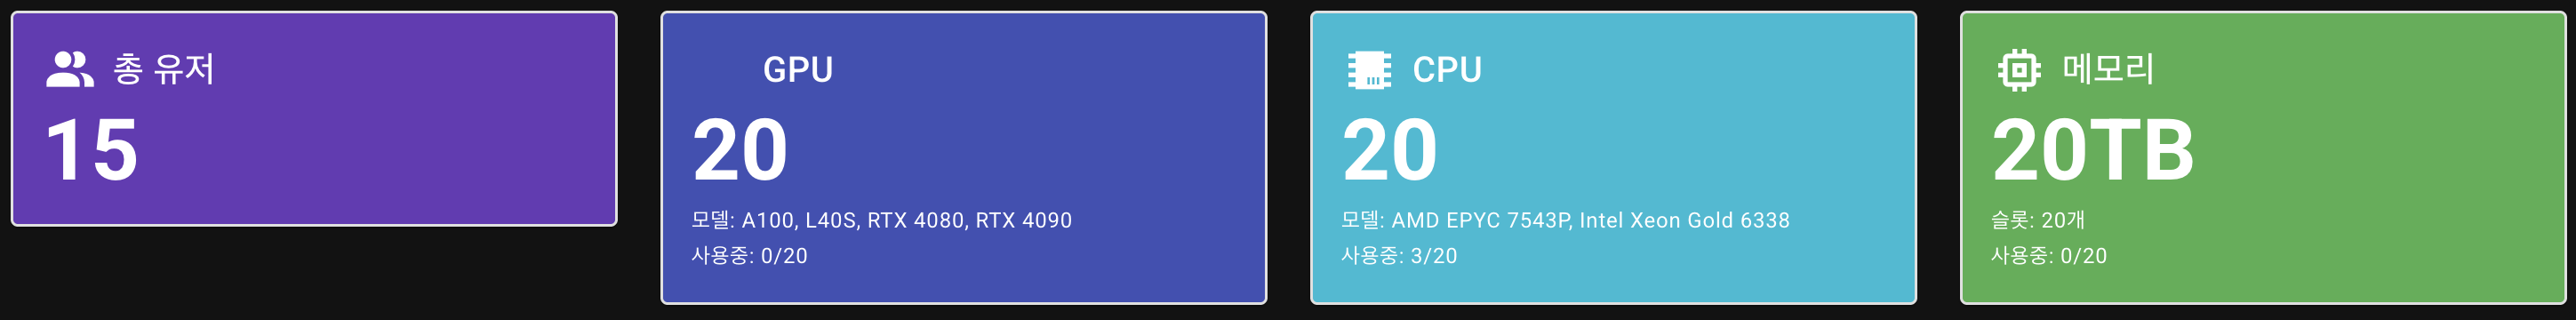 총 유저
15
GPU
20
모델: A100, L40S, RTX 4080, RTX 4090
사용중: 0/20
CPU
20
모델: AMD EPYC 7543P, Intel Xeon Gold 6338
사용중: 3/20
메모리
20TB
슬롯: 20개
사용중: 0/20